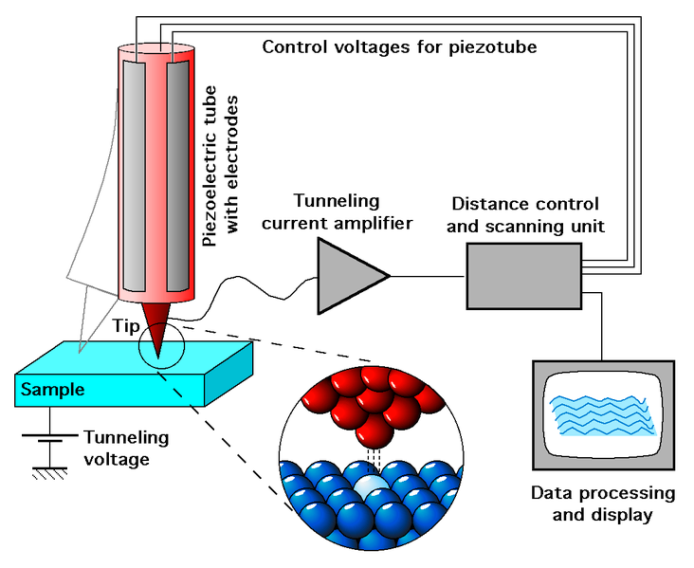 Control voltages for piezotube
Piezoelectric tube
with electrodes
Tunneling
current amplifier
Distance control
and scanning unit
Tip
Sample
Tunneling
voltage
Data processing
and display